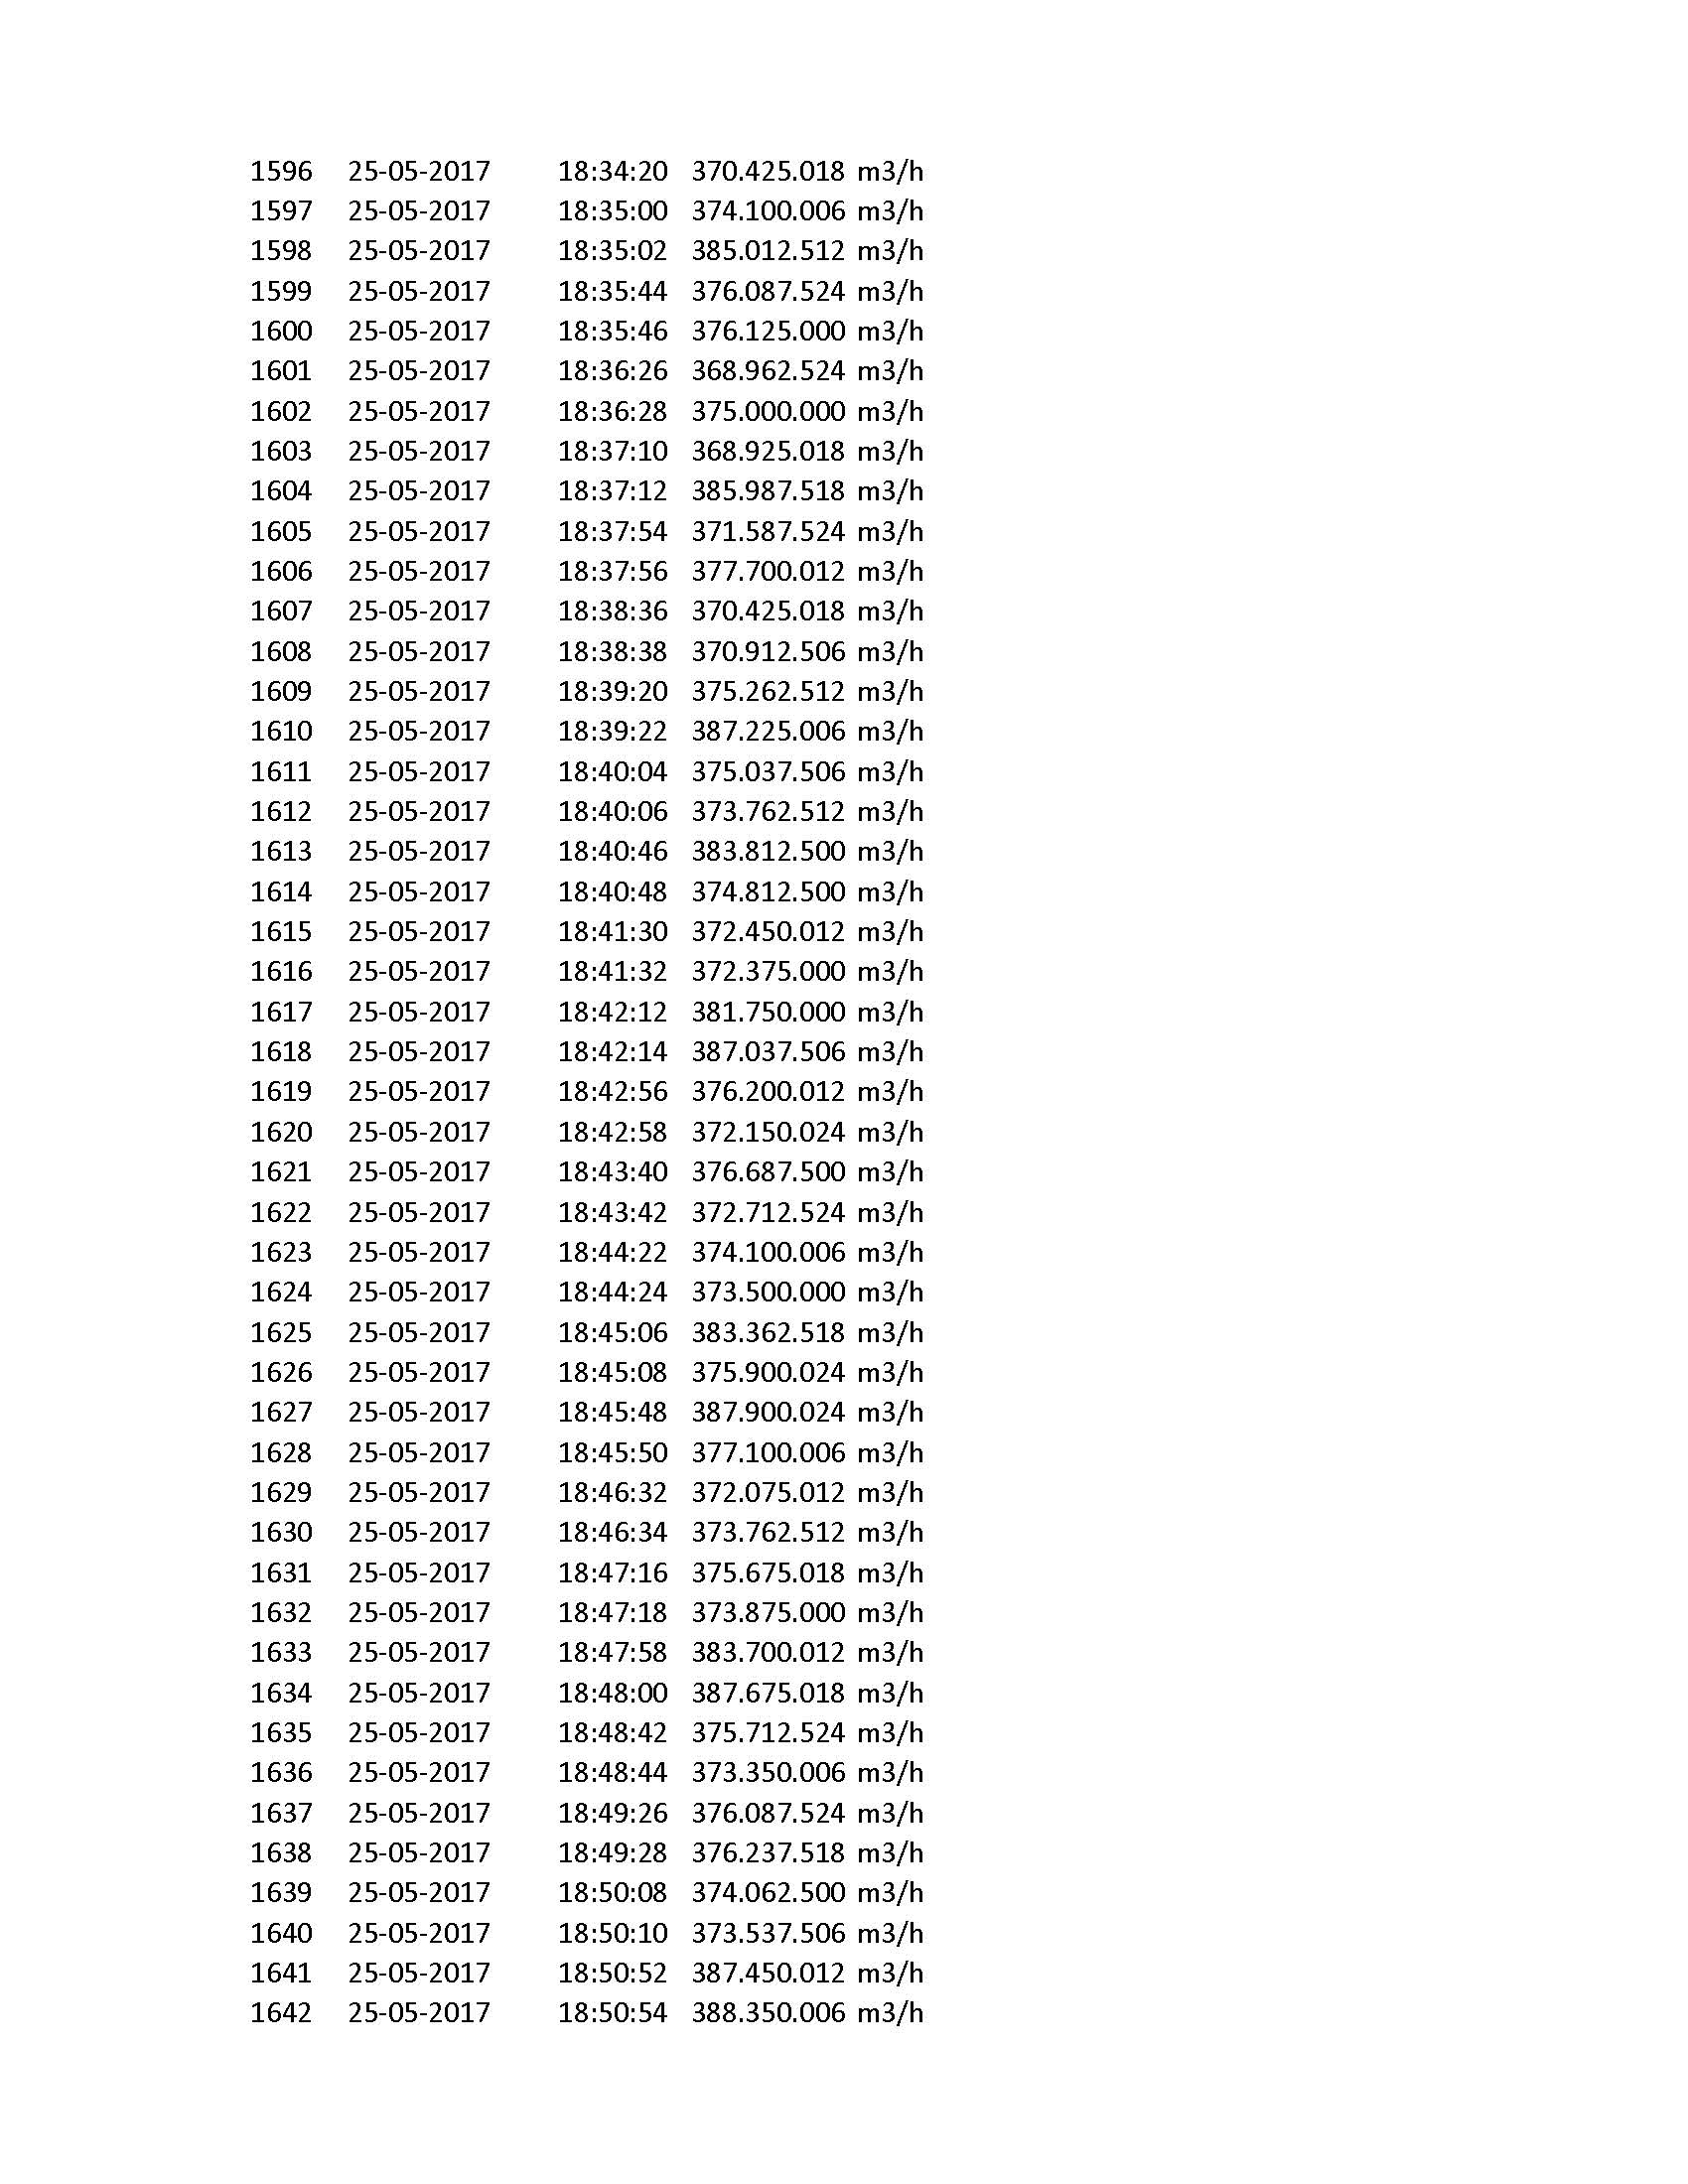 1596 25-05-2017 18:34:20 370.425.018 m3/h
1597 25-05-2017 18:35:00 374.100.006 m3/h
1598 25-05-2017 18:35:02 385.012.512 m3/h
1599 25-05-2017 18:35:44 376.087.524 m3/h
1600 25-05-2017 18:35:46 376.125.000 m3/h
1601 25-05-2017 18:36:26 368.962.524 m3/h
1602 25-05-2017 18:36:28 375.000.000 m3/h
1603 25-05-2017 18:37:10 368.925.018 m3/h
1604 25-05-2017 18:37:12 385.987.518 m3/h
1605 25-05-2017 18:37:54 371.587.524 m3/h
1606 25-05-2017 18:37:56 377.700.012 m3/h
1607 25-05-2017 18:38:36 370.425.018 m3/h
1608 25-05-2017 18:38:38 370.912.506 m3/h
1609 25-05-2017 18:39:20 375.262.512 m3/h
1610 25-05-2017 18:39:22 387.225.006 m3/h
1611 25-05-2017 18:40:04 375.037.506 m3/h
1612 25-05-2017 18:40:06 373.762.512 m3/h
1613 25-05-2017 18:40:46 383.812.500 m3/h
1614 25-05-2017 18:40:48 374.812.500 m3/h
1615 25-05-2017 18:41:30 372.450.012 m3/h
1616 25-05-2017 18:41:32 372.375.000 m3/h
1617 25-05-2017 18:42:12 381.750.000 m3/h
1618 25-05-2017 18:42:14 387.037.506 m3/h
1619 25-05-2017 18:42:56 376.200.012 m3/h
1620 25-05-2017 18:42:58 372.150.024 m3/h
1621 25-05-2017 18:43:40 376.687.500 m3/h
1622 25-05-2017 18:43:42 372.712.524 m3/h
1623 25-05-2017 18:44:22 374.100.006 m3/h
1624 25-05-2017 18:44:24 373.500.000 m3/h
1625 25-05-2017 18:45:06 383.362.518 m3/h
1626 25-05-2017 18:45:08 375.900.024 m3/h
1627 25-05-2017 18:45:48 387.900.024 m3/h
1628 25-05-2017 18:45:50 377.100.006 m3/h
1629 25-05-2017 18:46:32 372.075.012 m3/h
1630 25-05-2017 18:46:34 373.762.512 m3/h
1631 25-05-2017 18:47:16 375.675.018 m3/h
1632 25-05-2017 18:47:18 373.875.000 m3/h
1633 25-05-2017 18:47:58 383.700.012 m3/h
1634 25-05-2017 18:48:00 387.675.018 m3/h
1635 25-05-2017 18:48:42 375.712.524 m3/h
1636 25-05-2017 18:48:44 373.350.006 m3/h
1637 25-05-2017 18:49:26 376.087.524 m3/h
1638 25-05-2017 18:49:28 376.237.518 m3/h
1639 25-05-2017 18:50:08 374.062.500 m3/h
1640 25-05-2017 18:50:10 373.537.506 m3/h
1641 25-05-2017 18:50:52 387.450.012 m3/h
1642 25-05-2017 18:50:54 388.350.006 m3/h